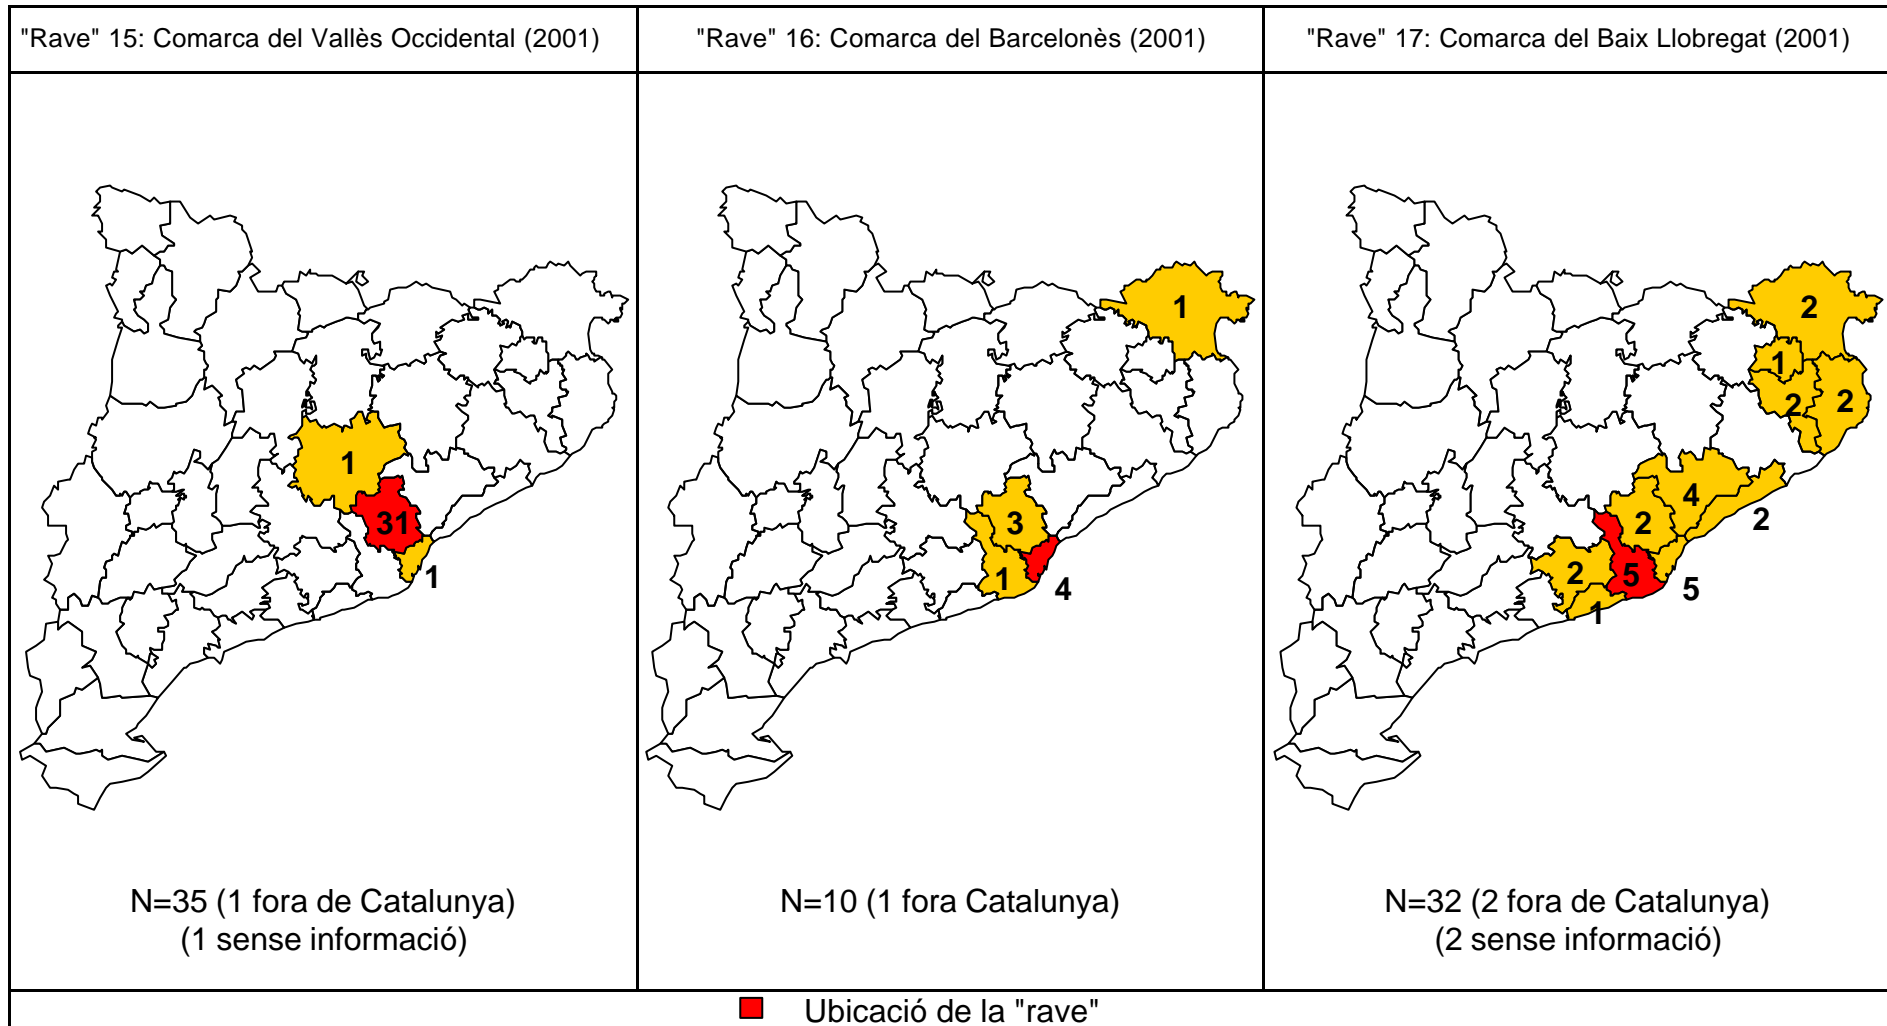 "Rave" 15: Comarca del Vallès Occidental (2001)
"Rave" 16: Comarca del Barcelonès (2001)
"Rave" 17: Comarca del Baix Llobregat (2001)
1
31
1
N=35 (1 fora de Catalunya)
(1 sense informació)
1
3
1
4
N=10 (1 fora Catalunya)
2
1
2
2
4
2
2
2
5
5
1
N=32 (2 fora de Catalunya)
(2 sense informació)
Ubicació de la "rave"